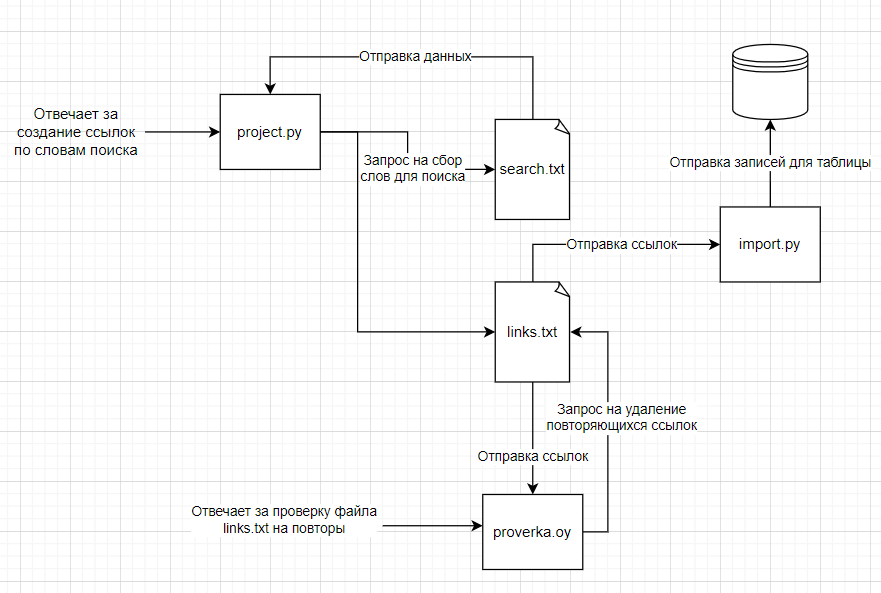 Отправка данных
Отвечает за
создание ссылок
по словам поиска
project.py
Запрос на сбор
слов для поиска
search.txt
Отправка записей для таблицы
Отправка ссылок
import.py
links.txt
Запрос на удаление
повторяющихся ссылок
Отправка ссылок
Отвечает за проверку файла
links.txt на повторы
proverka.oy